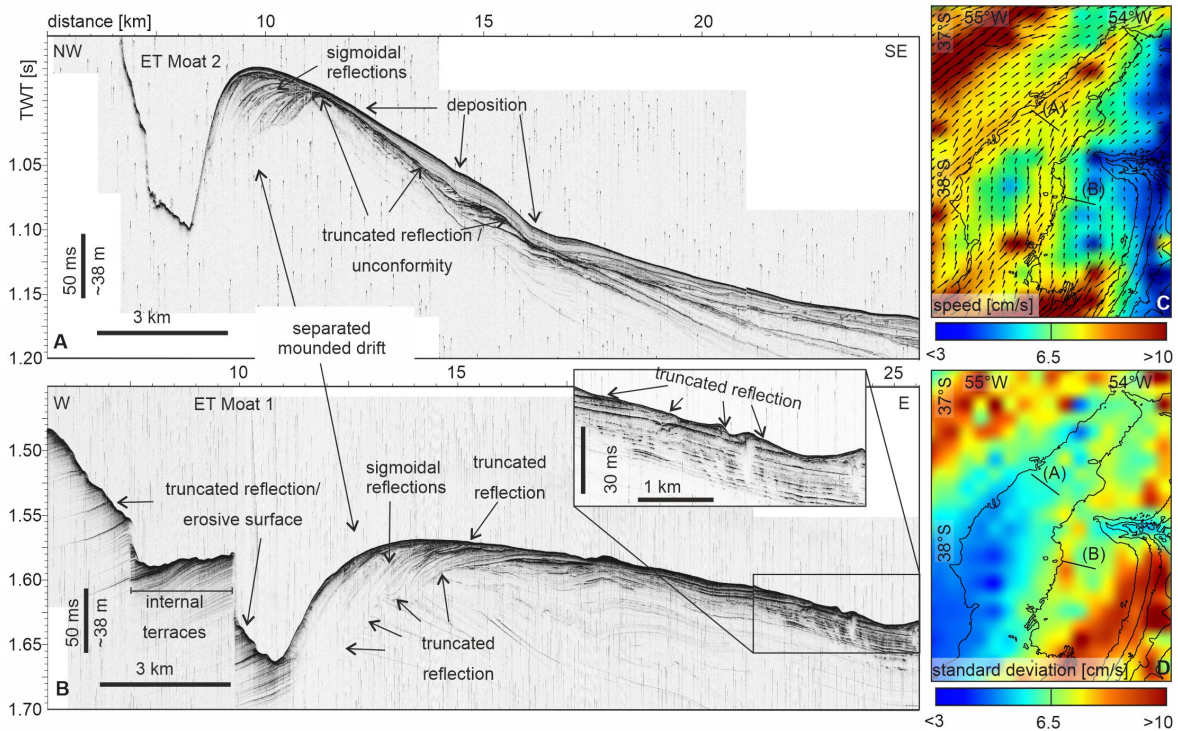 distance [km] 10 15 20
NW
ET Moat 2
SE
TWT [s]
sigmoidal
reflections
deposition
1.05
1.10
truncated reflection /
unconformity
50 ms
~38 m
1.15
3 km
A
1.20
separated
mounded drift
10 15 25
W
ET Moat 1
E
truncated reflection
30 ms
1 km
1.50
sigmoidal
reflections
truncated
reflection
truncated reflection/
erosive surface
1.55
1.60
50 ms
~38 m
internal
terraces
1.65
truncated
reflection
3 km
B
1.70
55°W 54°W
37°S
(A)
38°S
(B)
speed [cm/s]
C
<3 6.5 >10
55°W 54°W
37°S
(A)
38°S
(B)
standard deviation [cm/s]
D
<3 6.5 >10